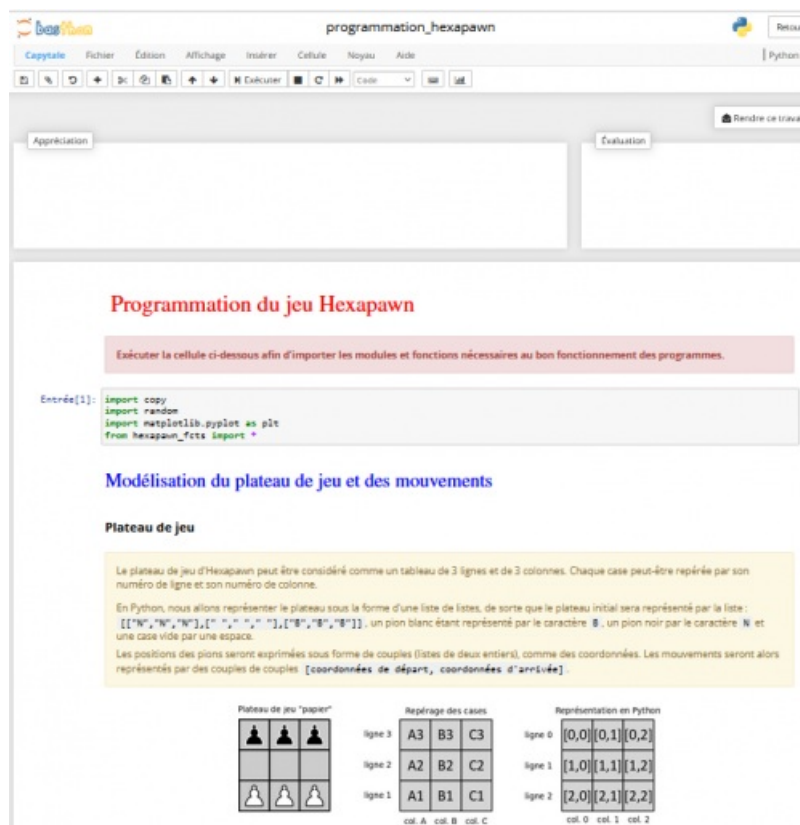 basthon
programmation_hexapawn
Retou
Capytale Fichier Édition Affichage Insérer Cellule Noyau Aide
Python
Exécuter Code
Rendre ce trava
Appréciation Évaluation
Programmation du jeu Hexapawn
Exécuter la cellule ci-dessous afin d'importer les modules et fonctions nécessaires au bon fonctionnement des programmes.
Entrée[1]: import copy
import random
import matplotlib.pyplot as plt
from hexapawn_fcts import *
Modélisation du plateau de jeu et des mouvements
Plateau de jeu
Le plateau de jeu d'Hexapawn peut être considéré comme un tableau de 3 lignes et de 3 colonnes. Chaque case peut-être repérée par son
numéro de ligne et son numéro de colonne.
En Python, nous allons représenter le plateau sous la forme d'une liste de listes, de sorte que le plateau initial sera représenté par la liste :
[["N","N","N"],[" "," "," "],["B","B","B"]], un pion blanc étant représenté par le caractère B, un pion noir par le caractère N et
une case vide par une espace.
Les positions des pions seront exprimées sous forme de couples (listes de deux entiers), comme des coordonnées. Les mouvements seront alors
représentés par des couples de couples [coordonnées de départ, coordonnées d'arrivée].
Plateau de jeu "papier" Repérage des cases Représentation en Python
ligne 3 A3 B3 C3 ligne 0 [0,0] [0,1] [0,2]
ligne 2 A2 B2 C2 ligne 1 [1,0] [1,1] [1,2]
ligne 1 A1 B1 C1 ligne 2 [2,0] [2,1] [2,2]
col. A col. B col. C col. 0 col. 1 col. 2